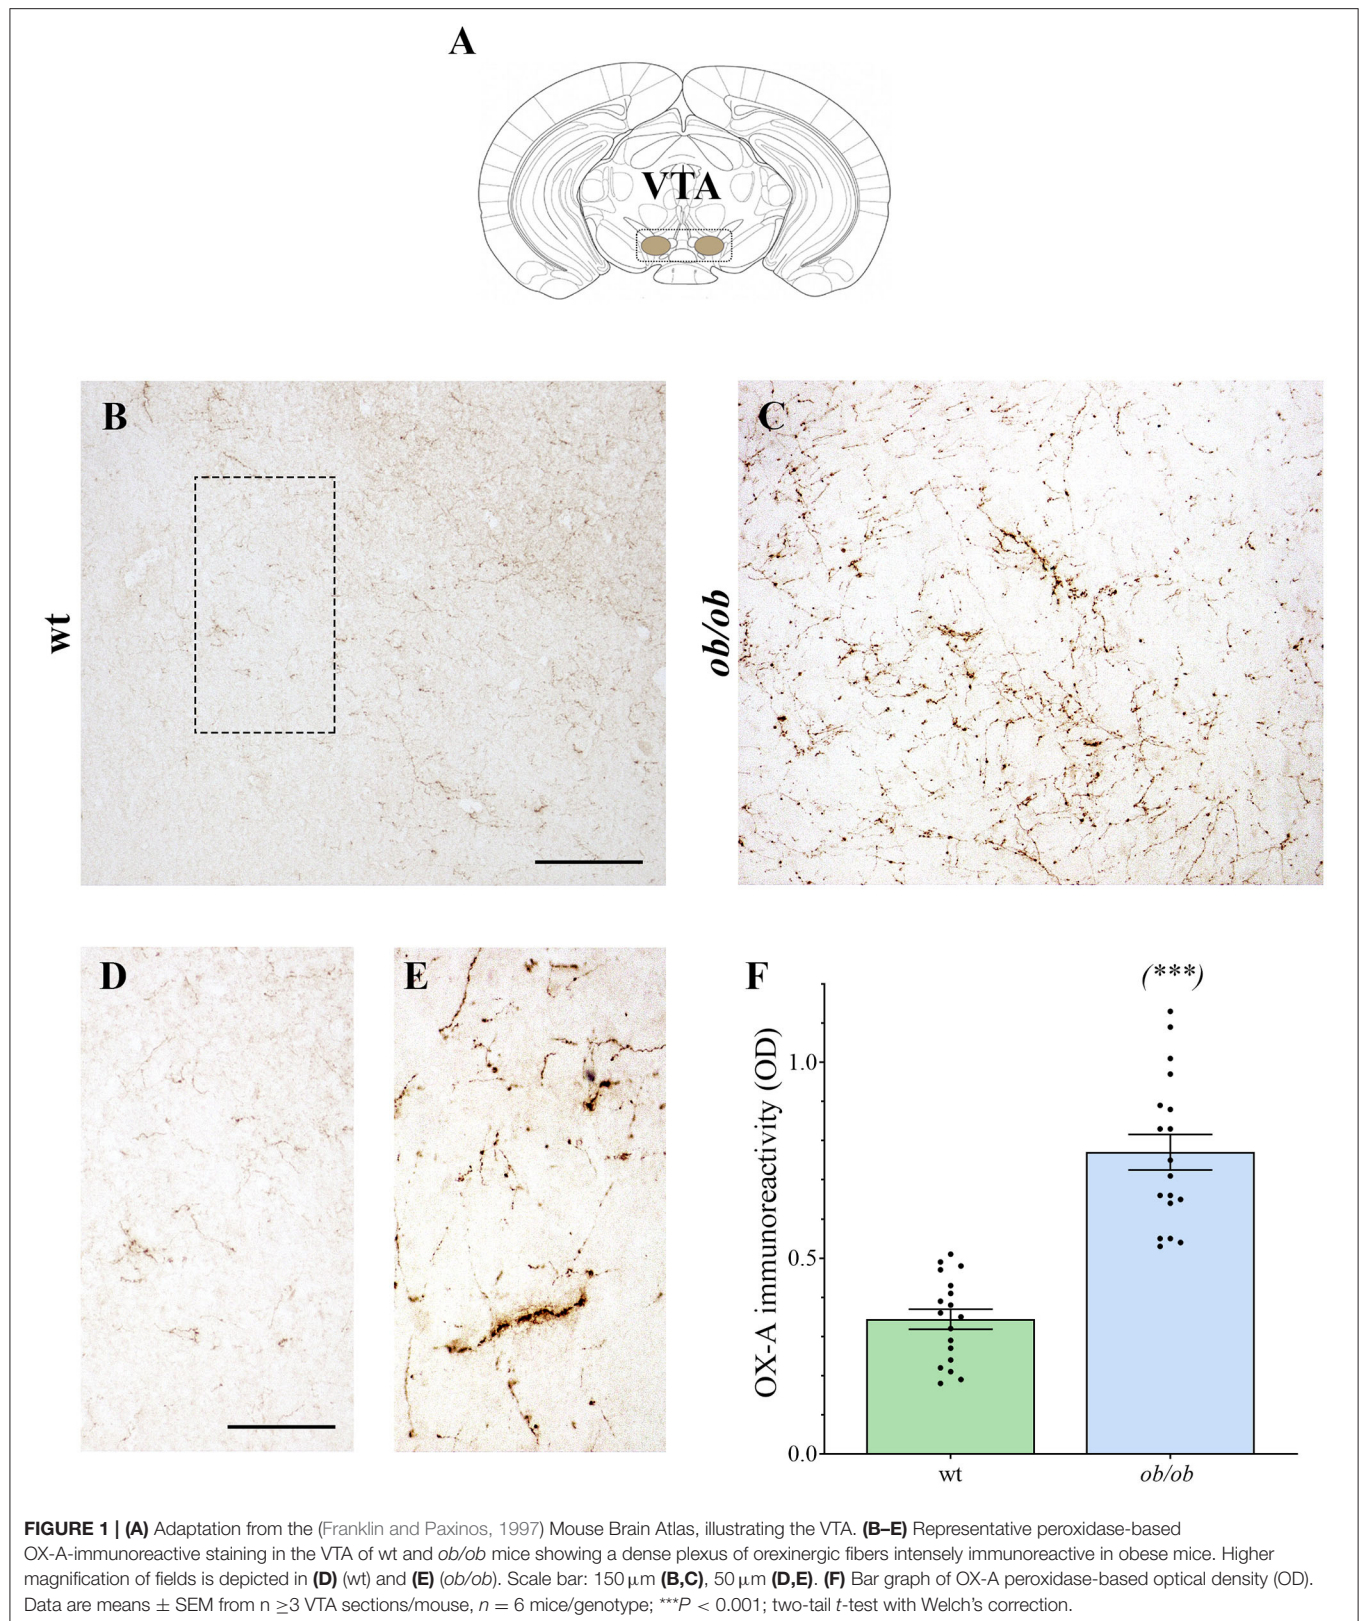 A
VTA
B
C
wt
ob/ob
D
E
F
(***)
OX-A immunoreactivity (OD)
1.0
0.5
0.0
wt
ob/ob
FIGURE 1 | (A) Adaptation from the (Franklin and Paxinos, 1997) Mouse Brain Atlas, illustrating the VTA. (B–E) Representative peroxidase-based
OX-A-immunoreactive staining in the VTA of wt and ob/ob mice showing a dense plexus of orexinergic fibers intensely immunoreactive in obese mice. Higher
magnification of fields is depicted in (D) (wt) and (E) (ob/ob). Scale bar: 150 μm (B,C), 50 μm (D,E). (F) Bar graph of OX-A peroxidase-based optical density (OD).
Data are means ± SEM from n ≥3 VTA sections/mouse, n = 6 mice/genotype; ***P < 0.001; two-tail t-test with Welch's correction.